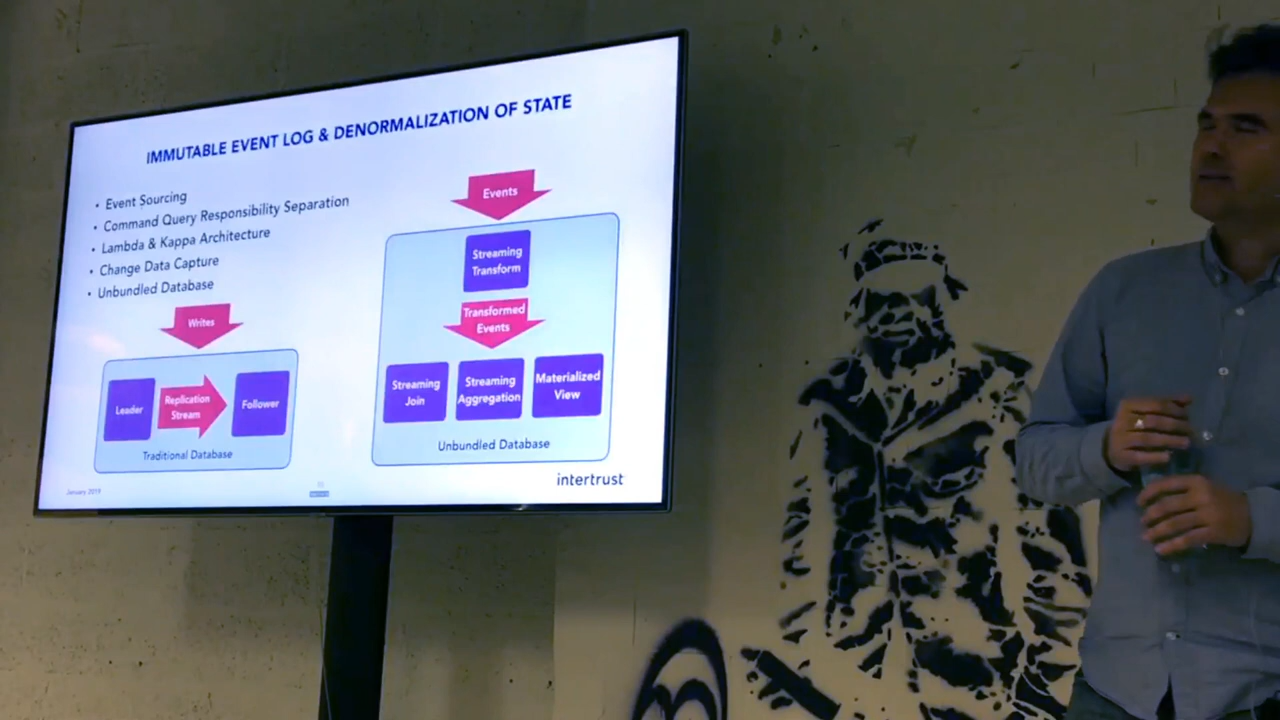 IMMUTABLE EVENT LOG & DENORMALIZATION OF STATE
• Event Sourcing
• Command Query Responsibility Separation
• Lambda & Kappa Architecture
• Change Data Capture
• Unbundled Database
Writes
Leader
Replication
Stream
Follower
Traditional Database
Events
Streaming
Transform
Transformed
Events
Streaming
Join
Streaming
Aggregation
Materialized
View
Unbundled Database
January 2019
intertrust